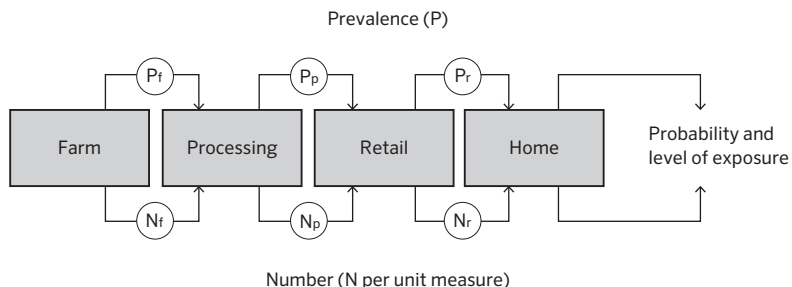 Prevalence (P)
Pf
Pp
Pr
Farm
Processing
Retail
Home
Probability and
level of exposure
Nf
Np
Nr
Number (N per unit measure)